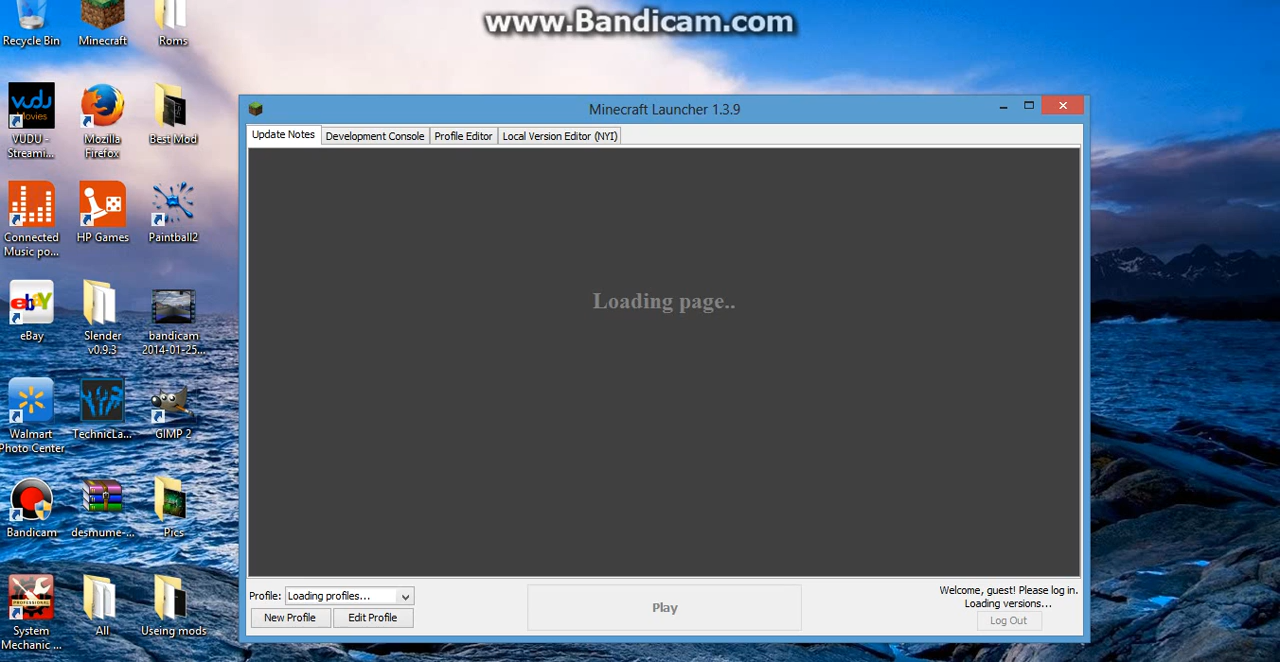 www.Bandicam.com
Recycle Bin
Minecraft
Roms
vudu
Movies
VUDU -
Streami...
Mozilla
Firefox
Best Mod
Connected
Music po...
HP Games
Paintball2
ebay
eBay
Slender
v0.9.3
bandicam
2014-01-25...
Walmart
Photo Center
TechnicLa...
GIMP 2
Bandicam
desmume-...
Pics
PROFESSIONAL
System
Mechanic ...
All
Useing mods
Minecraft Launcher 1.3.9
Update Notes
Development Console
Profile Editor
Local Version Editor (NYI)
Loading page..
Profile:
Loading profiles...
New Profile
Edit Profile
Play
Welcome, guest! Please log in.
Loading versions...
Log Out